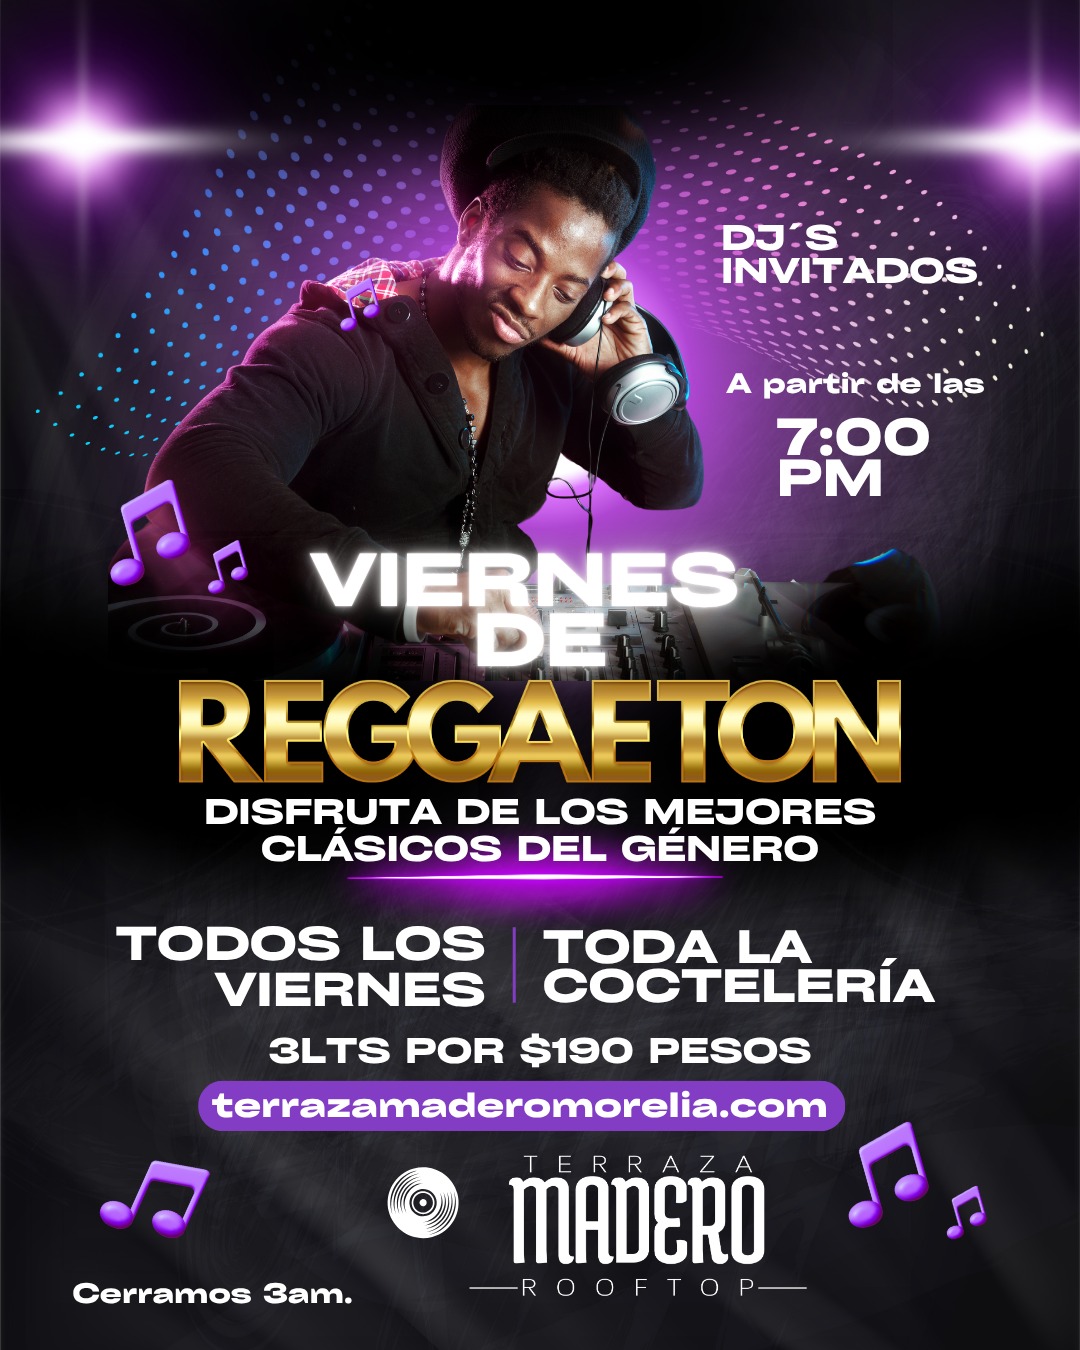 DJ´S
INVITADOS
A partir de las
7:00
PM
VIERNES
DE
REGGAETON
DISFRUTA DE LOS MEJORES
CLÁSICOS DEL GÉNERO
TODOS LOS
VIERNES
TODA LA
COCTELERÍA
3LTS POR $190 PESOS
terrazamaderomorelia.com
TERRAZA
MADERO
ROOFTOP
Cerramos 3am.